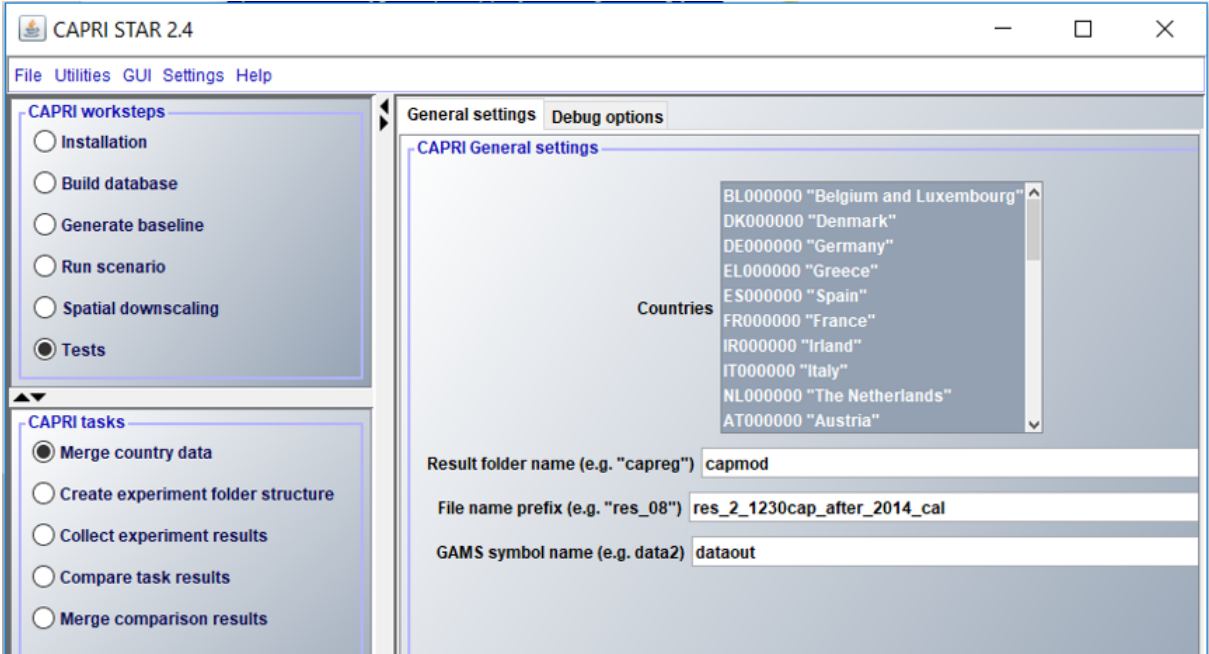 CAPRI STAR 2.4
File Utilities GUI Settings Help
CAPRI worksteps
Installation
Build database
Generate baseline
Run scenario
Spatial downscaling
Tests
CAPRI tasks
Merge country data
Create experiment folder structure
Collect experiment results
Compare task results
Merge comparison results
General settings Debug options
CAPRI General settings
Countries
BL000000 "Belgium and Luxembourg"
DK000000 "Denmark"
DE000000 "Germany"
EL000000 "Greece"
ES000000 "Spain"
FR000000 "France"
IR000000 "Irland"
IT000000 "Italy"
NL000000 "The Netherlands"
AT000000 "Austria"
Result folder name (e.g. "capreg") capmod
File name prefix (e.g. "res_08") res_2_1230cap_after_2014_cal
GAMS symbol name (e.g. data2) dataout